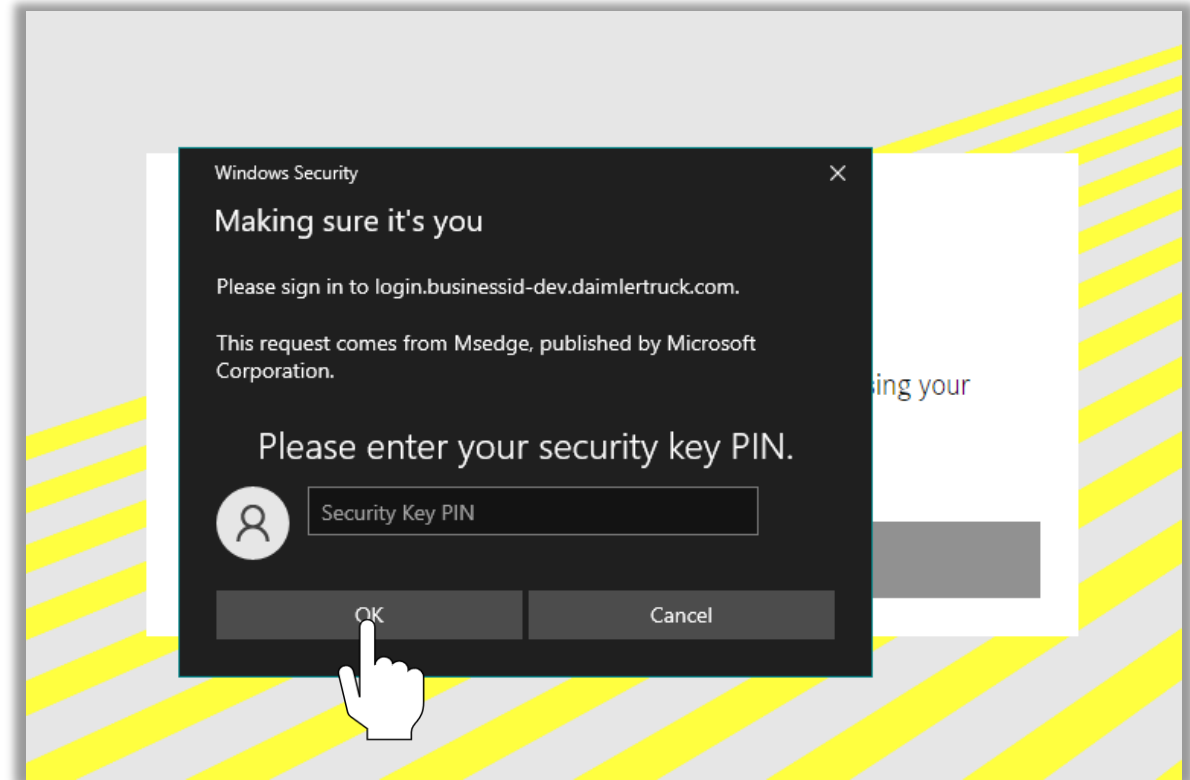 Windows Security
Making sure it's you
Please sign in to login.businessid-dev.daimlertruck.com.
This request comes from Msedge, published by Microsoft
Corporation.
ing your
Please enter your security key PIN.
Security Key PIN
OK
Cancel